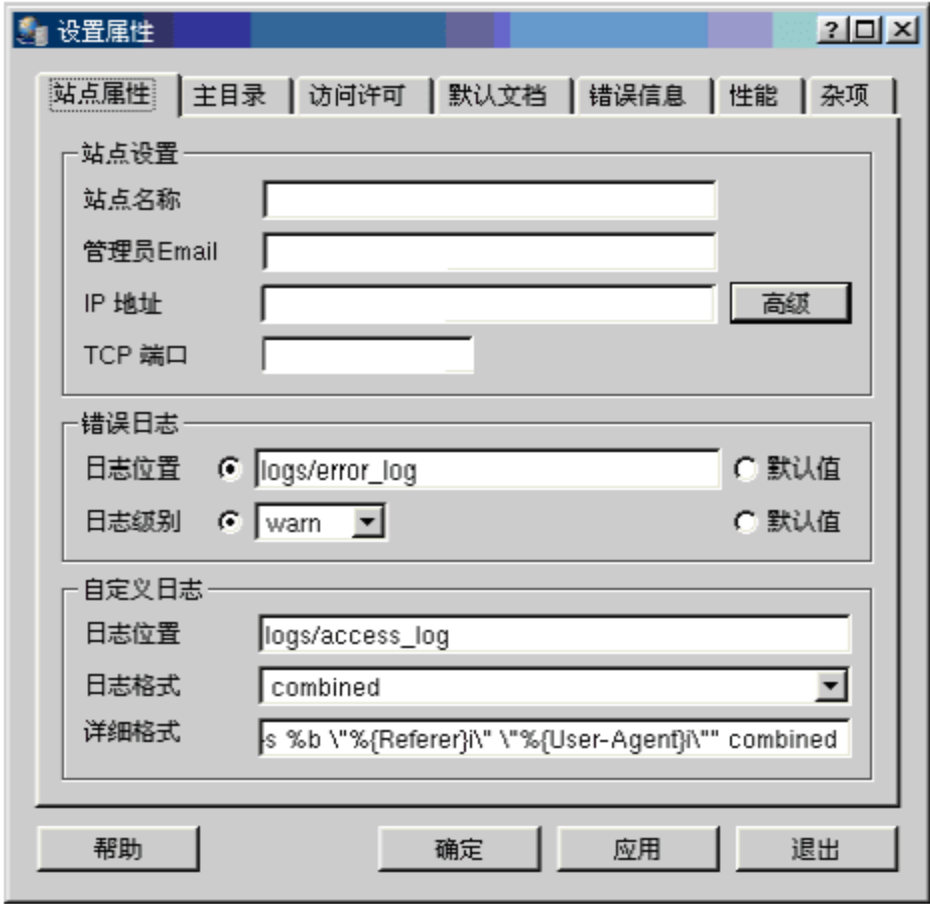 设置属性
站点属性 主目录 访问许可 默认文档 错误信息 性能 杂项
站点设置
站点名称
管理员Email
IP 地址 高级
TCP 端口
错误日志
日志位置 logs/error_log 默认值
日志级别 warn 默认值
自定义日志
日志位置 logs/access_log
日志格式 combined
详细格式 s %b \"%{Referer}i\" \"%{User-Agent}i\"" combined
帮助 确定 应用 退出